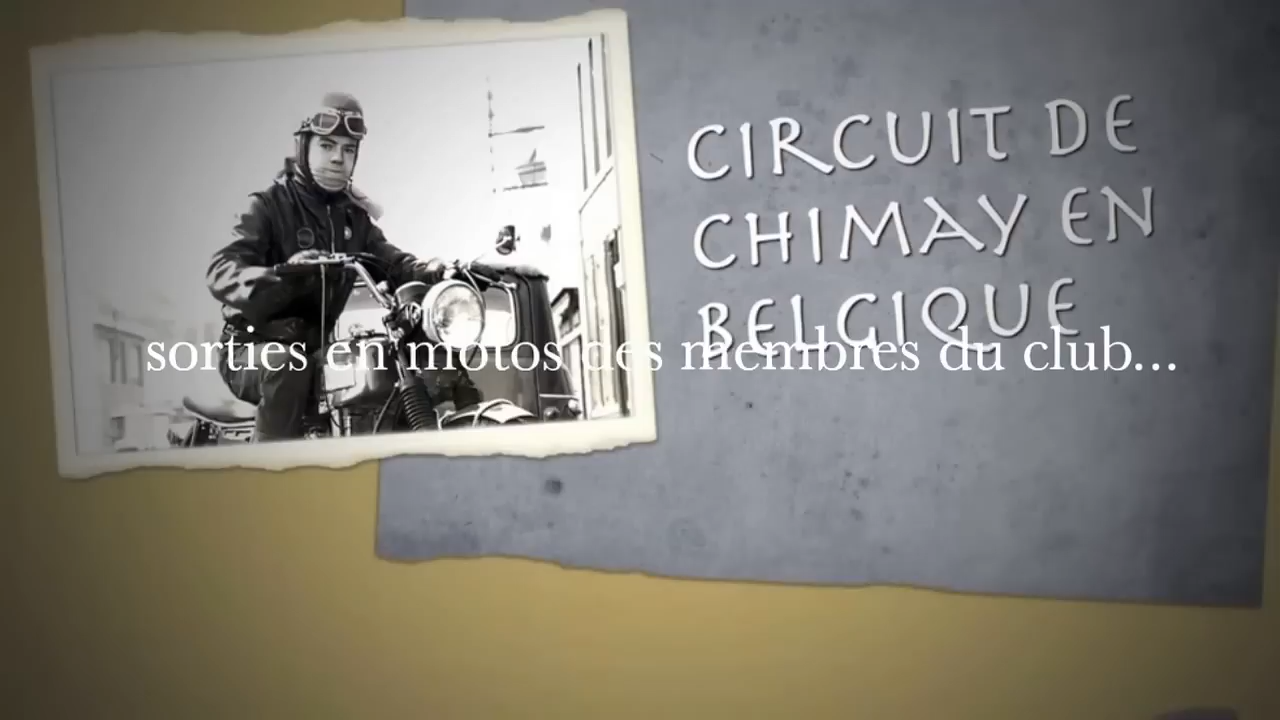 CIRCUIT DE
CHIMAY EN
BELGIQUE
sorties en motos des membres du club...